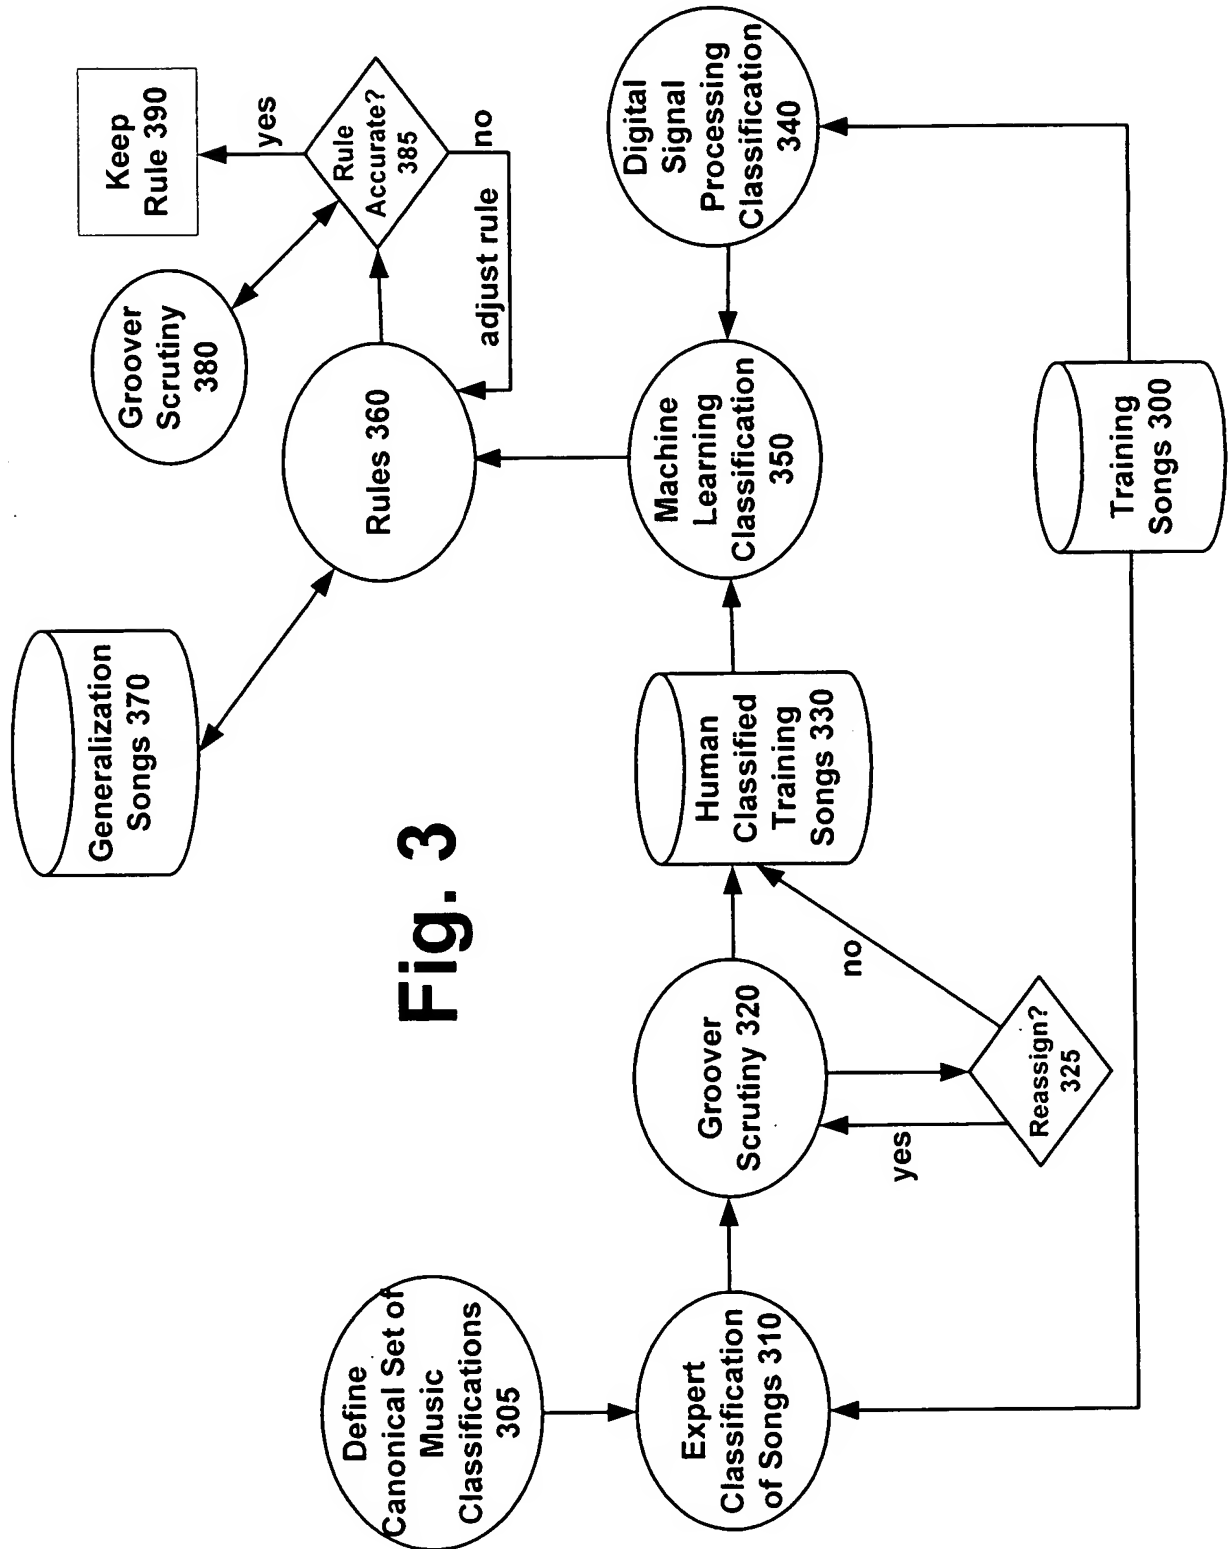 Define
Canonical Set of
Music
Classifications
305
Expert
Classification
of Songs 310
Groover
Scrutiny 320
yes
no
Reassign?
325
Human
Classified
Training
Songs 330
Machine
Learning
Classification
350
Digital
Signal
Processing
Classification
340
Training
Songs 300
Generalization
Songs 370
Rules 360
adjust rule
no
yes
Groover
Scrutiny
380
Rule
Accurate?
385
Keep
Rule 390
Fig. 3